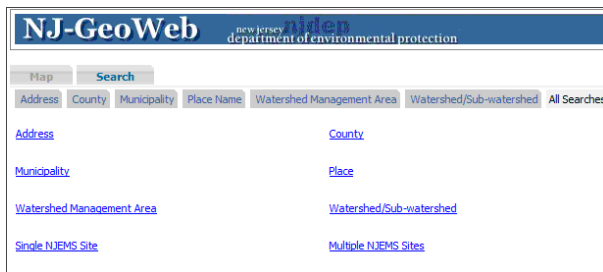 NJ-GeoWeb
new jersey
department of environmental protection
Map Search
Address County Municipality Place Name Watershed Management Area Watershed/Sub-watershed All Searches
Address County
Municipality Place
Watershed Management Area Watershed/Sub-watershed
Single NJEMS Site Multiple NJEMS Sites